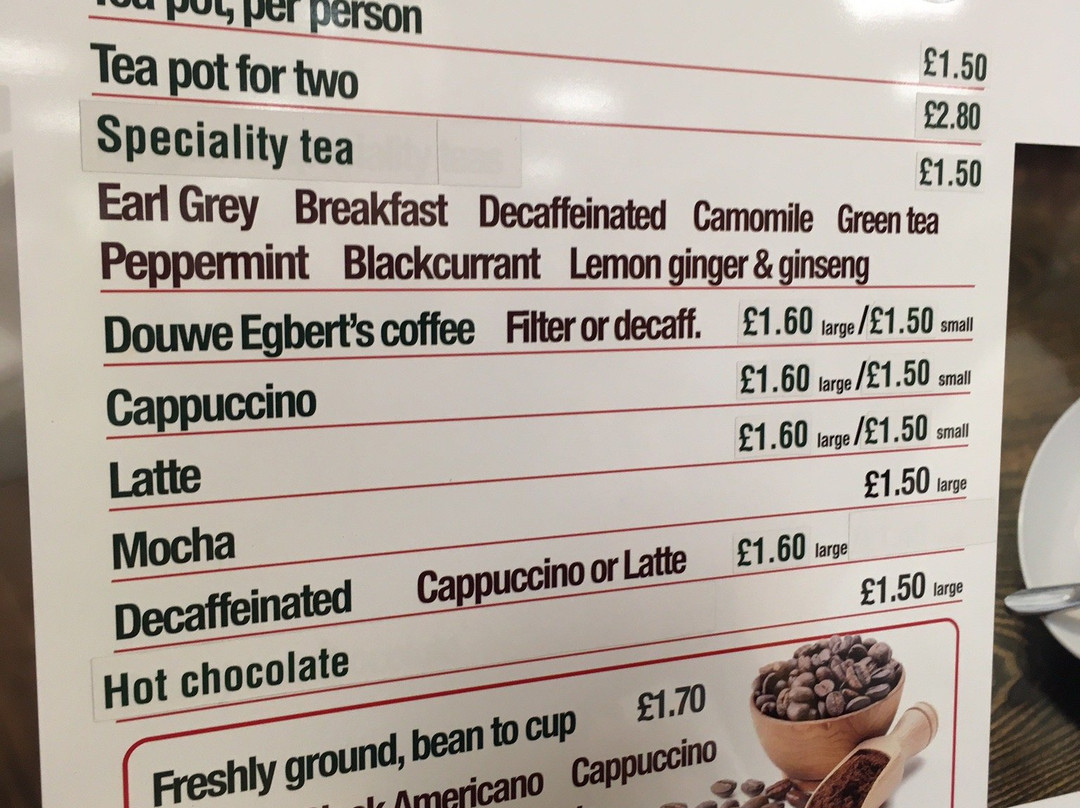 pot, per person £1.50
Tea pot for two £2.80
Speciality tea £1.50
Earl Grey Breakfast Decaffeinated Camomile Green tea
Peppermint Blackcurrant Lemon ginger & ginseng
Douwe Egbert's coffee Filter or decaff. £1.60 large /£1.50 small
Cappuccino £1.60 large /£1.50 small
Latte £1.60 large /£1.50 small
Mocha £1.50 large
Decaffeinated Cappuccino or Latte £1.60 large
Hot chocolate £1.50 large
Freshly ground, bean to cup £1.70
Americano Cappuccino